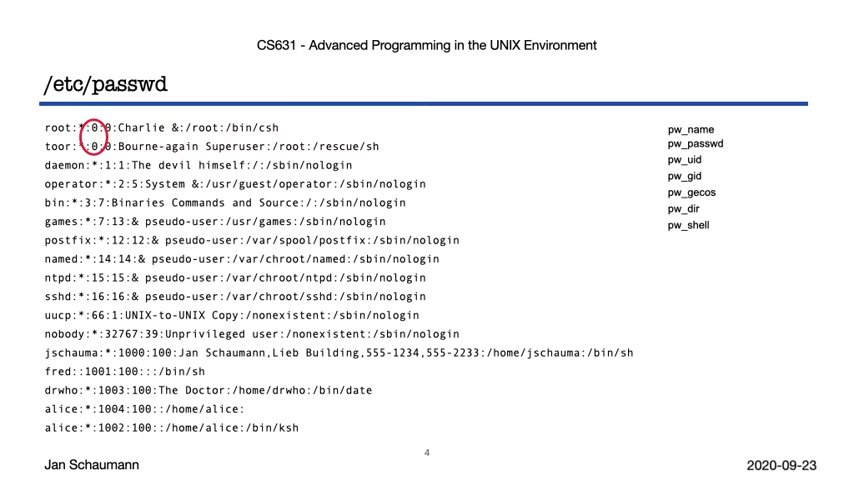 CS631 - Advanced Programming in the UNIX Environment
/etc/passwd
root:*:0:0:Charlie &:/root:/bin/csh
toor:*:0:0:Bourne-again Superuser:/root:/rescue/sh
daemon:*:1:1:The devil himself:/:/sbin/nologin
operator:*:2:5:System &:/usr/guest/operator:/sbin/nologin
bin:*:3:7:Binaries Commands and Source:/:/sbin/nologin
games:*:7:13:& pseudo-user:/usr/games:/sbin/nologin
postfix:*:12:12:& pseudo-user:/var/spool/postfix:/sbin/nologin
named:*:14:14:& pseudo-user:/var/chroot/named:/sbin/nologin
ntpd:*:15:15:& pseudo-user:/var/chroot/ntpd:/sbin/nologin
sshd:*:16:16:& pseudo-user:/var/chroot/sshd:/sbin/nologin
uucp:*:66:1:UNIX-to-UNIX Copy:/nonexistent:/sbin/nologin
nobody:*:32767:39:Unprivileged user:/nonexistent:/sbin/nologin
jschauma:*:1000:100:Jan Schaumann,Lieb Building,555-1234,555-2233:/home/jschauma:/bin/sh
fred::1001:100:::/bin/sh
drwho:*:1003:100:The Doctor:/home/drwho:/bin/date
alice:*:1004:100::/home/alice:
alice:*:1002:100::/home/alice:/bin/ksh
pw_name
pw_passwd
pw_uid
pw_gid
pw_gecos
pw_dir
pw_shell
4
Jan Schaumann
2020-09-23